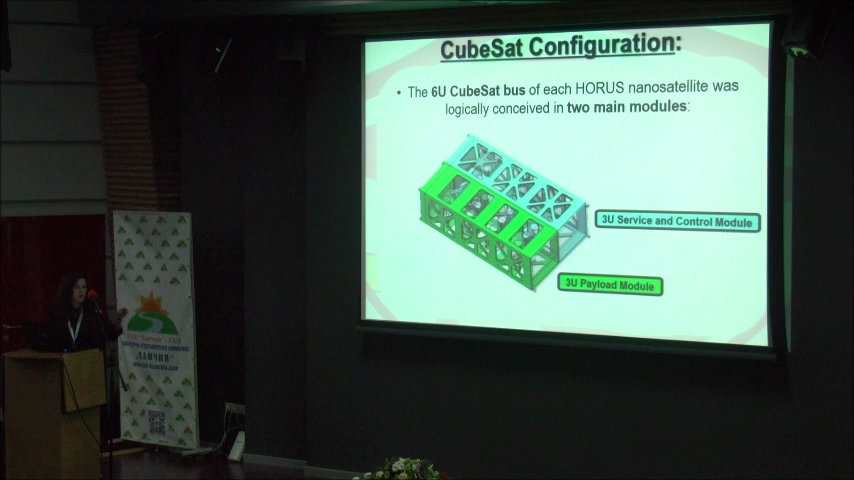 CubeSat Configuration:
• The 6U CubeSat bus of each HORUS nanosatellite was
logically conceived in two main modules:
3U Service and Control Module
3U Payload Module
"КАМЧИЯ"